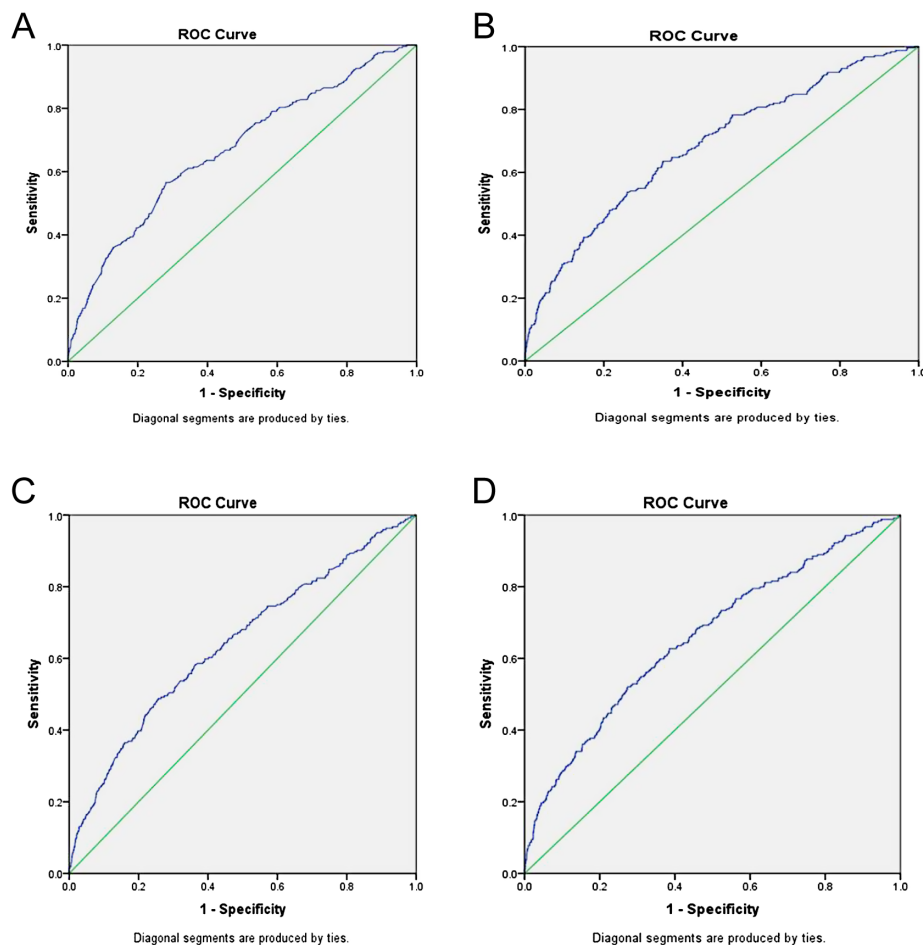 A
ROC Curve
1.0
0.8
0.6
0.4
0.2
0.0
Sensitivity
0.0 0.2 0.4 0.6 0.8 1.0
1 - Specificity
Diagonal segments are produced by ties.
B
ROC Curve
1.0
0.8
0.6
0.4
0.2
0.0
Sensitivity
0.0 0.2 0.4 0.6 0.8 1.0
1 - Specificity
Diagonal segments are produced by ties.
C
ROC Curve
1.0
0.8
0.6
0.4
0.2
0.0
Sensitivity
0.0 0.2 0.4 0.6 0.8 1.0
1 - Specificity
Diagonal segments are produced by ties.
D
ROC Curve
1.0
0.8
0.6
0.4
0.2
0.0
Sensitivity
0.0 0.2 0.4 0.6 0.8 1.0
1 - Specificity
Diagonal segments are produced by ties.